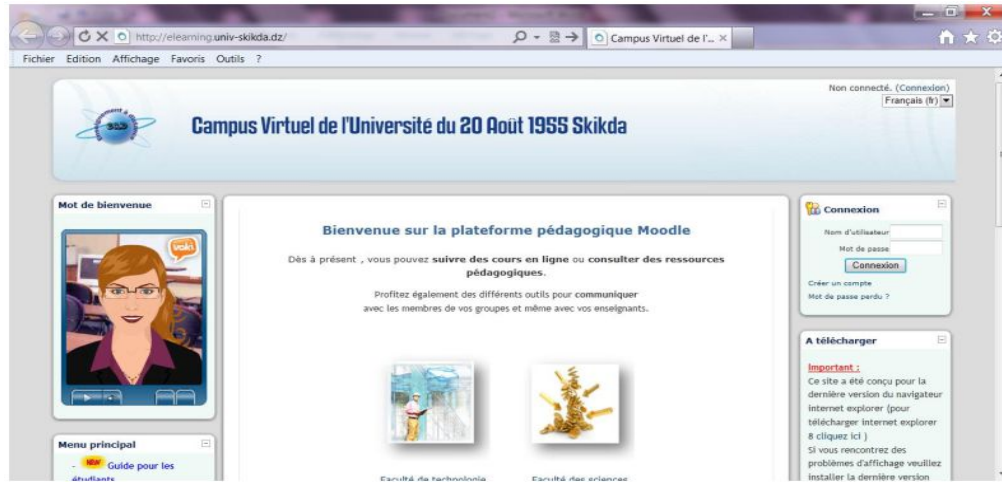 http://elearning.univ-skikda.dz/
Campus Virtuel de l'... ×
Fichier Edition Affichage Favoris Outils ?
Non connecté. (Connexion)
Français (fr)
Campus Virtuel de l'Université du 20 Août 1955 Skikda
Mot de bienvenue
voki
Bienvenue sur la plateforme pédagogique Moodle
Dès à présent , vous pouvez suivre des cours en ligne ou consulter des ressources
pédagogiques.
Profitez également des différents outils pour communiquer
avec les membres de vos groupes et même avec vos enseignants.
Faculté de technologie
Faculté des sciences
Menu principal
- NEW Guide pour les
étudiants
Connexion
Nom d'utilisateur
Mot de passe
Connexion
Créer un compte
Mot de passe perdu ?
A télécharger
Important :
Ce site a été conçu pour la
dernière version du navigateur
internet explorer (pour
télécharger internet explorer
8 cliquez ici )
Si vous rencontrez des
problèmes d'affichage veuillez
installer la dernière version